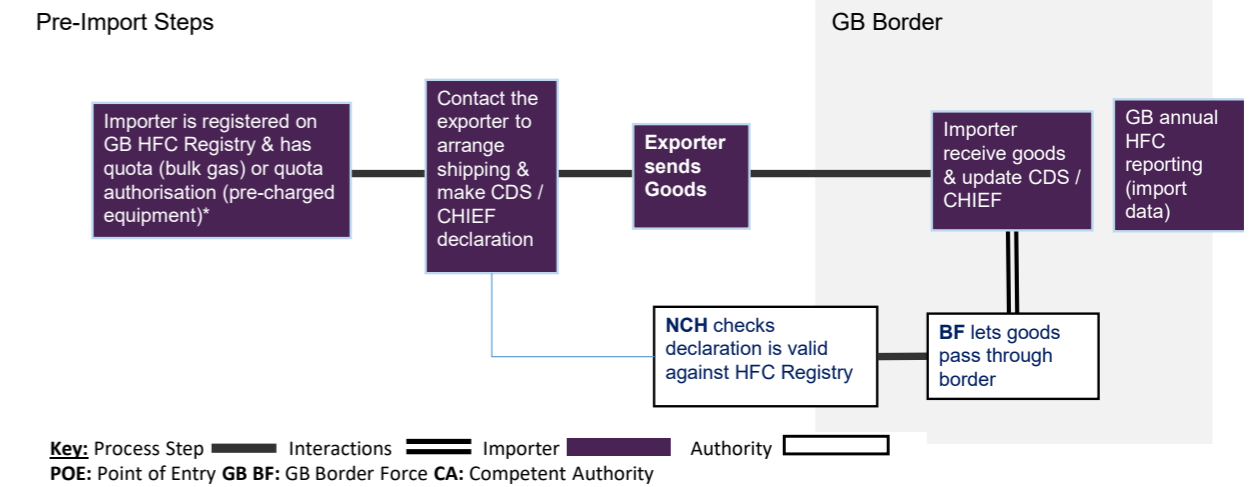 Pre-Import Steps
GB Border
Importer is registered on
GB HFC Registry & has
quota (bulk gas) or quota
authorisation (pre-charged
equipment)*
Contact the
exporter to
arrange
shipping &
make CDS /
CHIEF
declaration
Exporter
sends
Goods
Importer
receive goods
& update CDS /
CHIEF
GB annual
HFC
reporting
(import
data)
NCH checks
declaration is valid
against HFC Registry
BF lets goods
pass through
border
Key: Process Step Interactions Importer Authority
POE: Point of Entry GB BF: GB Border Force CA: Competent Authority